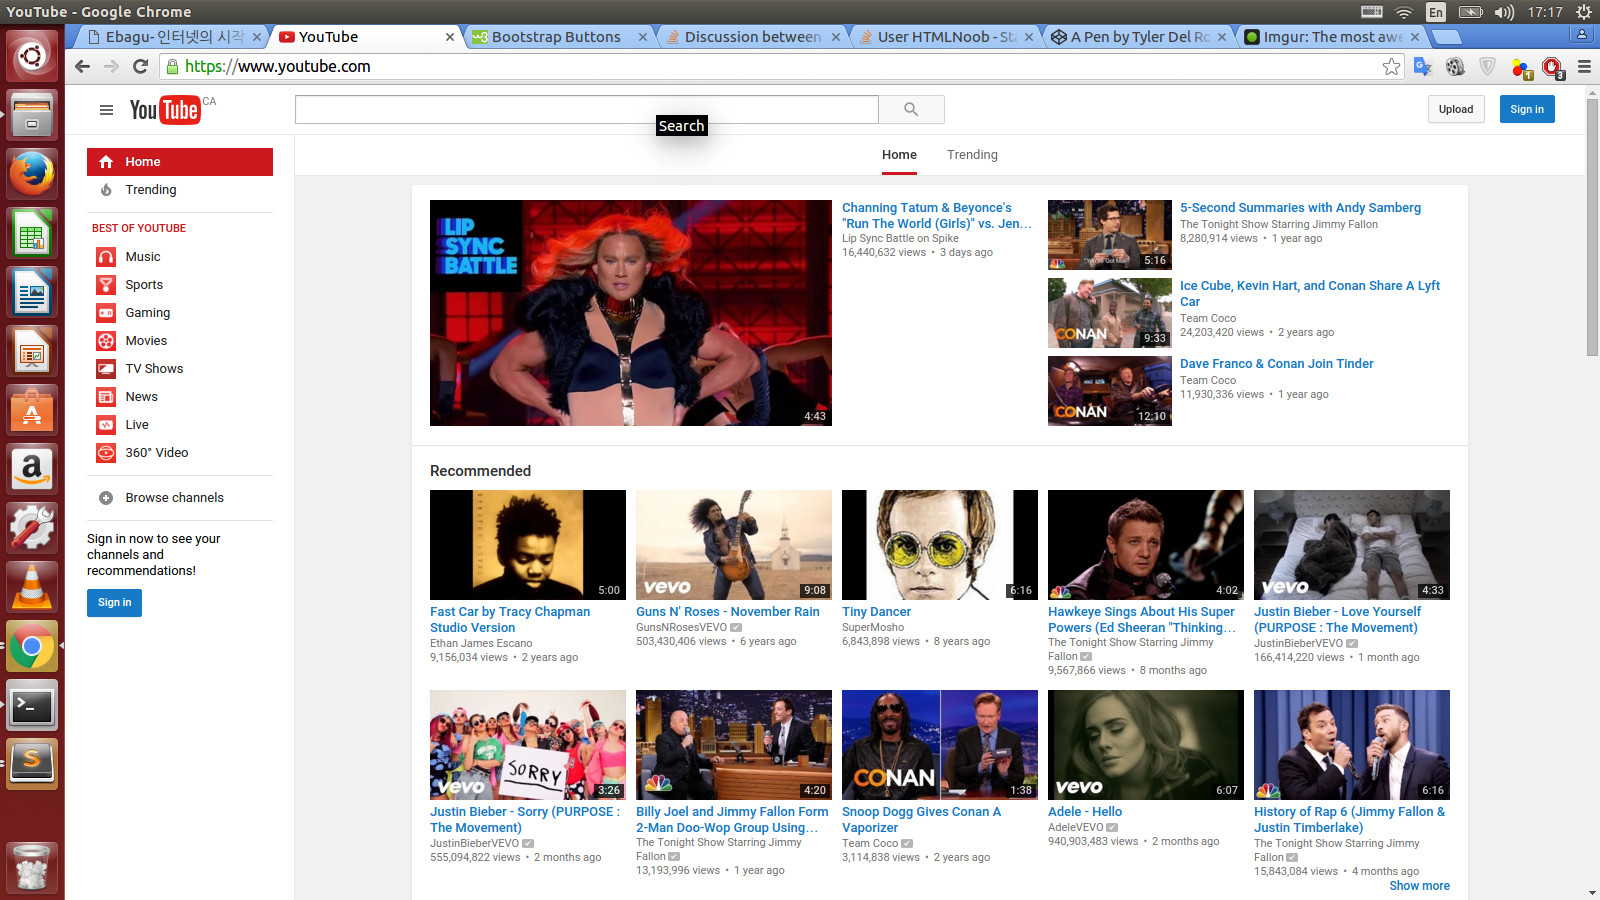 YouTube - Google Chrome
En
17:17
Ebagu- 인터넷의 시작
YouTube
Bootstrap Buttons
Discussion between
User HTMLNoob - Sta
A Pen by Tyler Del Ro
Imgur: The most awe
https://www.youtube.com
1
3
YouTube CA
Upload
Sign in
Search
Home
Trending
Home
Trending
BEST OF YOUTUBE
Music
Sports
Gaming
Movies
TV Shows
News
Live
360° Video
Browse channels
Sign in now to see your
channels and
recommendations!
Sign in
LIP
SYNC
BATTLE
4:43
Channing Tatum & Beyonce's
"Run The World (Girls)" vs. Jen...
Lip Sync Battle on Spike
16,440,632 views • 3 days ago
5:16
5-Second Summaries with Andy Samberg
The Tonight Show Starring Jimmy Fallon
8,280,914 views • 1 year ago
CONAN
9:33
Ice Cube, Kevin Hart, and Conan Share A Lyft
Car
Team Coco
24,203,420 views • 2 years ago
CONAN
12:10
Dave Franco & Conan Join Tinder
Team Coco
11,930,336 views • 1 year ago
Recommended
5:00
Fast Car by Tracy Chapman
Studio Version
Ethan James Escano
9,156,034 views • 2 years ago
vevo
9:08
Guns N' Roses - November Rain
GunsNRosesVEVO
503,430,406 views • 6 years ago
6:16
Tiny Dancer
SuperMosho
6,843,898 views • 8 years ago
4:02
Hawkeye Sings About His Super
Powers (Ed Sheeran "Thinking...
The Tonight Show Starring Jimmy
Fallon
9,567,866 views • 8 months ago
vevo
4:33
Justin Bieber - Love Yourself
(PURPOSE : The Movement)
JustinBieberVEVO
166,414,220 views • 1 month ago
SORRY
vevo
3:26
Justin Bieber - Sorry (PURPOSE :
The Movement)
JustinBieberVEVO
555,094,822 views • 2 months ago
4:20
Billy Joel and Jimmy Fallon Form
2-Man Doo-Wop Group Using...
The Tonight Show Starring Jimmy
Fallon
13,193,996 views • 1 year ago
CONAN
1:38
Snoop Dogg Gives Conan A
Vaporizer
Team Coco
3,114,838 views • 2 years ago
vevo
6:07
Adele - Hello
AdeleVEVO
940,903,483 views • 2 months ago
6:16
History of Rap 6 (Jimmy Fallon &
Justin Timberlake)
The Tonight Show Starring Jimmy
Fallon
15,843,084 views • 4 months ago
Show more